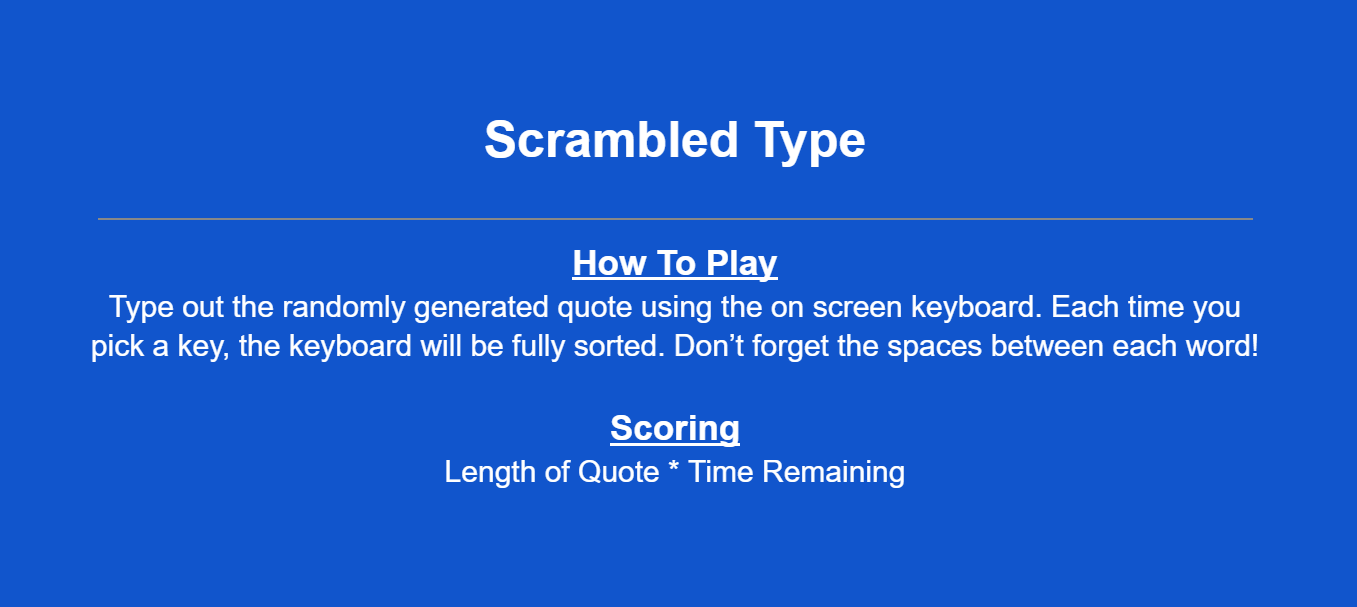 Scrambled Type
How To Play
Type out the randomly generated quote using the on screen keyboard. Each time you
pick a key, the keyboard will be fully sorted. Don’t forget the spaces between each word!
Scoring
Length of Quote * Time Remaining